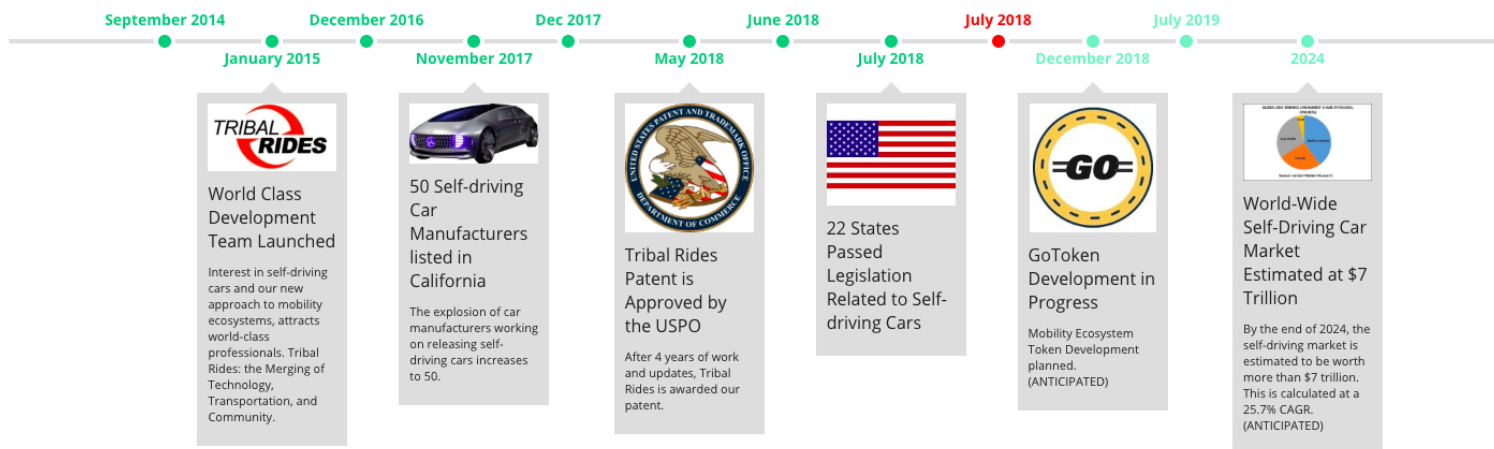 September 2014
December 2016
Dec 2017
June 2018
July 2018
July 2019
January 2015
November 2017
May 2018
July 2018
December 2018
2024
TRIBAL
RIDES
World Class
Development
Team Launched
Interest in self-driving
cars and our new
approach to mobility
ecosystems, attracts
world-class
professionals. Tribal
Rides: the Merging of
Technology,
Transportation, and
Community.
50 Self-driving
Car
Manufacturers
listed in
California
The explosion of car
manufacturers working
on releasing self-
driving cars increases
to 50.
UNITED STATES PATENT AND TRADEMARK OFFICE
DEPARTMENT OF COMMERCE
Tribal Rides
Patent is
Approved by
the USPO
After 4 years of work
and updates, Tribal
Rides is awarded our
patent.
22 States
Passed
Legislation
Related to Self-
driving Cars
GO
GoToken
Development in
Progress
Mobility Ecosystem
Token Development
planned.
(ANTICIPATED)
World-Wide
Self-Driving Car
Market
Estimated at $7
Trillion
By the end of 2024, the
self-driving market is
estimated to be worth
more than $7 trillion.
This is calculated at a
25.7% CAGR.
(ANTICIPATED)